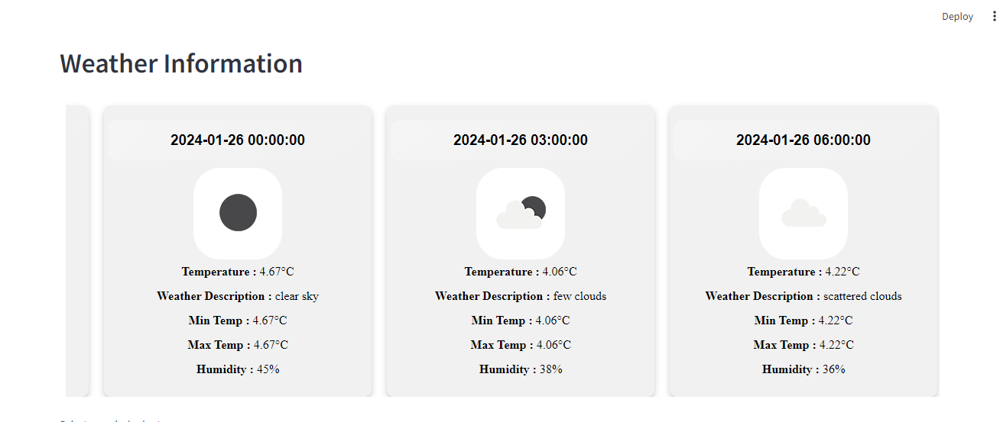 Deploy
Weather Information
2024-01-26 00:00:00
Temperature : 4.67°C
Weather Description : clear sky
Min Temp : 4.67°C
Max Temp : 4.67°C
Humidity : 45%
2024-01-26 03:00:00
Temperature : 4.06°C
Weather Description : few clouds
Min Temp : 4.06°C
Max Temp : 4.06°C
Humidity : 38%
2024-01-26 06:00:00
Temperature : 4.22°C
Weather Description : scattered clouds
Min Temp : 4.22°C
Max Temp : 4.22°C
Humidity : 36%